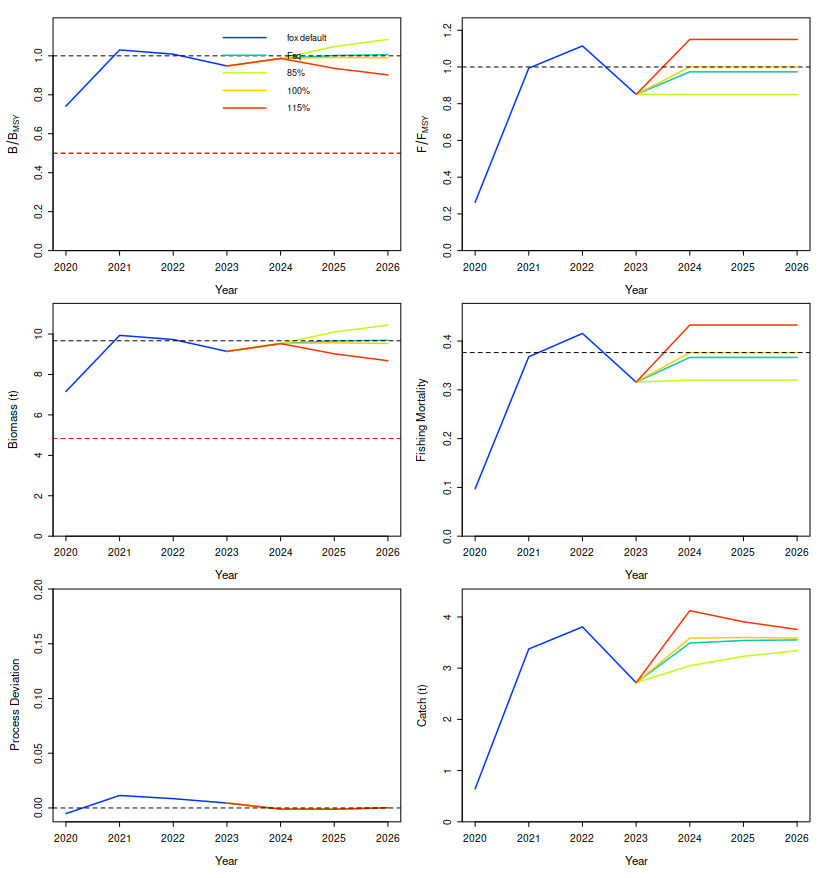 B/BMSY
0.0 0.2 0.4 0.6 0.8 1.0
fox default
Fsq
85%
100%
115%
2020 2021 2022 2023 2024 2025 2026
Year
F/FMSY
0.0 0.2 0.4 0.6 0.8 1.0 1.2
2020 2021 2022 2023 2024 2025 2026
Year
Biomass (t)
0 2 4 6 8 10
2020 2021 2022 2023 2024 2025 2026
Year
Fishing Mortality
0.0 0.1 0.2 0.3 0.4
2020 2021 2022 2023 2024 2025 2026
Year
Process Deviation
0.00 0.05 0.10 0.15 0.20
2020 2021 2022 2023 2024 2025 2026
Year
Catch (t)
0 1 2 3 4
2020 2021 2022 2023 2024 2025 2026
Year